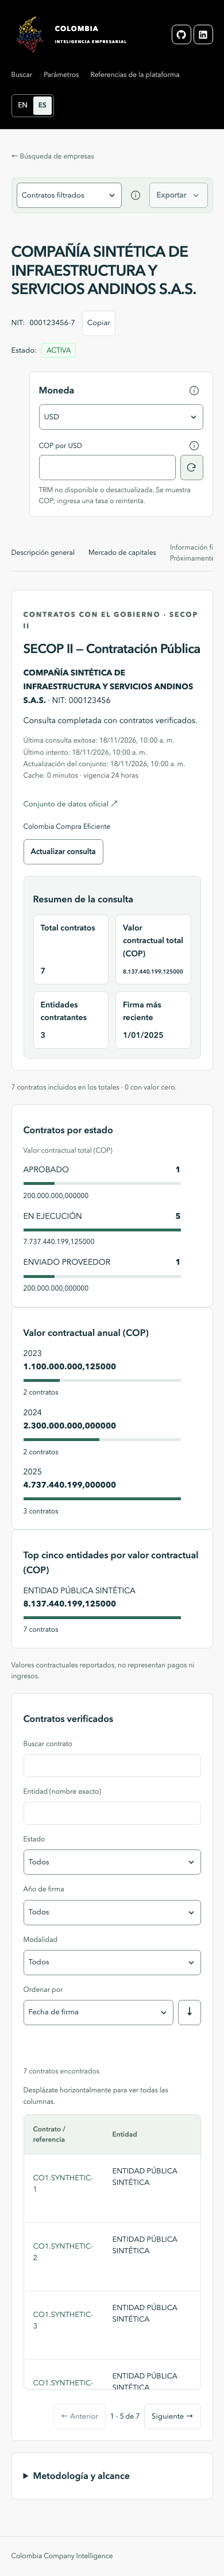 COLOMBIA
INTELIGENCIA EMPRESARIAL
Buscar Parámetros Referencias de la plataforma
EN ES
← Búsqueda de empresas
Contratos filtrados Exportar
COMPAÑÍA SINTÉTICA DE
INFRAESTRUCTURA Y
SERVICIOS ANDINOS S.A.S.
NIT: 000123456-7 Copiar
Estado: ACTIVA
Moneda
USD
COP por USD
TRM no disponible o desactualizada. Se muestra
COP; ingresa una tasa o reintenta.
Descripción general Mercado de capitales Información fi
Próximamente
CONTRATOS CON EL GOBIERNO · SECOP
II
SECOP II — Contratación Pública
COMPAÑÍA SINTÉTICA DE
INFRAESTRUCTURA Y SERVICIOS ANDINOS
S.A.S. · NIT: 000123456
Consulta completada con contratos verificados.
Última consulta exitosa: 18/11/2026, 10:00 a. m.
Último intento: 18/11/2026, 10:00 a. m.
Actualización del conjunto: 18/11/2026, 10:00 a. m.
Cache: 0 minutos · vigencia 24 horas
Conjunto de datos oficial ↗
Colombia Compra Eficiente
Actualizar consulta
Resumen de la consulta
Total contratos
7
Valor
contractual total
(COP)
8.137.440.199,125000
Entidades
contratantes
3
Firma más
reciente
1/01/2025
7 contratos incluidos en los totales · 0 con valor cero.
Contratos por estado
Valor contractual total (COP)
APROBADO 1
200.000.000,000000
EN EJECUCIÓN 5
7.737.440.199,125000
ENVIADO PROVEEDOR 1
200.000.000,000000
Valor contractual anual (COP)
2023
1.100.000.000,125000
2 contratos
2024
2.300.000.000,000000
2 contratos
2025
4.737.440.199,000000
3 contratos
Top cinco entidades por valor contractual
(COP)
ENTIDAD PÚBLICA SINTÉTICA
8.137.440.199,125000
7 contratos
Valores contractuales reportados, no representan pagos ni
ingresos.
Contratos verificados
Buscar contrato
Entidad (nombre exacto)
Estado
Todos
Año de firma
Todos
Modalidad
Todos
Ordenar por
Fecha de firma ↓
7 contratos encontrados
Desplázate horizontalmente para ver todas las
columnas.
Contrato /
referencia
Entidad
CO1.SYNTHETIC-
1
ENTIDAD PÚBLICA
SINTÉTICA
CO1.SYNTHETIC-
2
ENTIDAD PÚBLICA
SINTÉTICA
CO1.SYNTHETIC-
3
ENTIDAD PÚBLICA
SINTÉTICA
CO1.SYNTHETIC-
ENTIDAD PÚBLICA
SINTÉTICA
← Anterior 1 - 5 de 7 Siguiente →
▶ Metodología y alcance
Colombia Company Intelligence